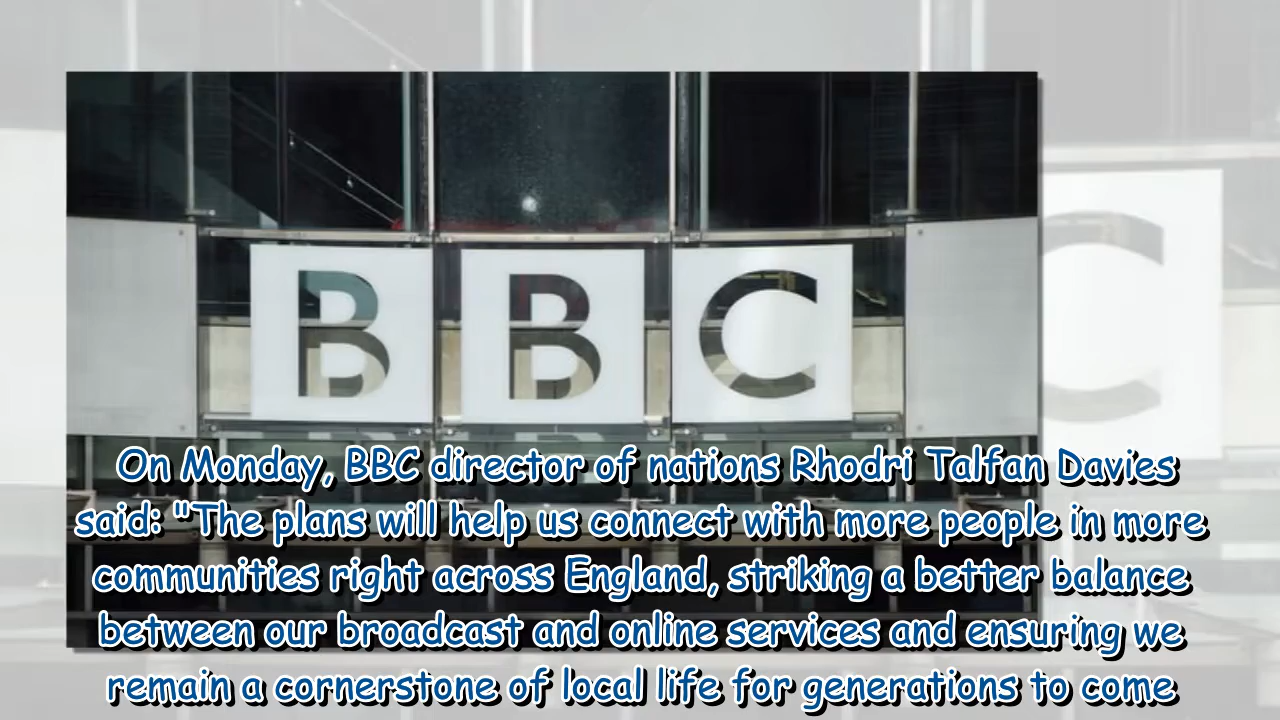 BBC
On Monday, BBC director of nations Rhodri Talfan Davies
said: "The plans will help us connect with more people in more
communities right across England, striking a better balance
between our broadcast and online services and ensuring we
remain a cornerstone of local life for generations to come